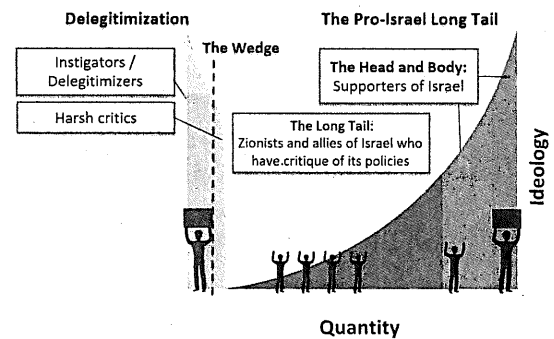 Delegitimization
The Pro-Israel Long Tail
The Wedge
Instigators /
Delegitimizers
Harsh critics
The Head and Body:
Supporters of Israel
The Long Tail:
Zionists and allies of Israel who
have critique of its policies
Ideology
Quantity